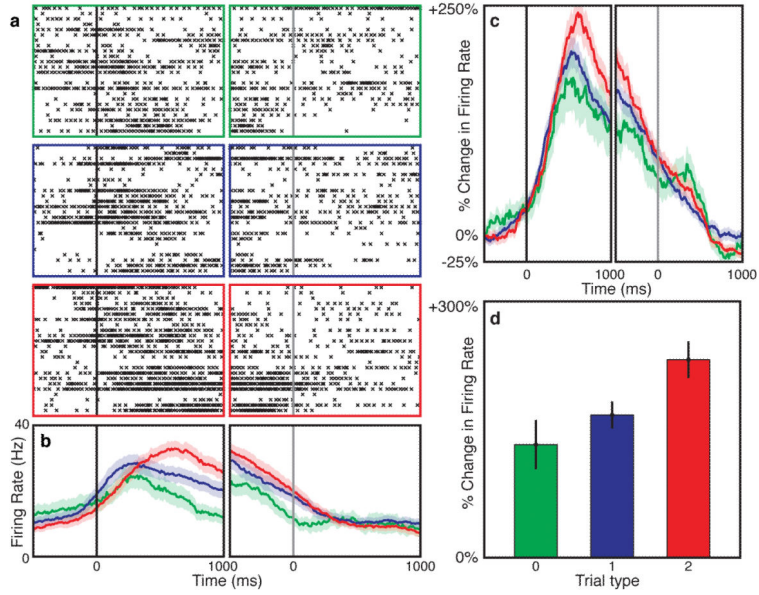 a
+250%
c
% Change in Firing Rate
0%
-25%
0
1000
0
1000
Time (ms)
40
b
Firing Rate (Hz)
0
0
1000
0
1000
Time (ms)
+300%
d
% Change in Firing Rate
0%
0
1
2
Trial type